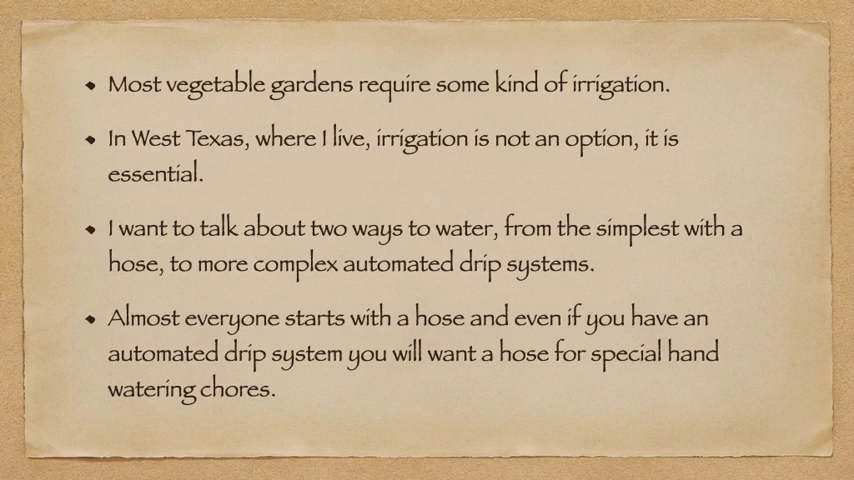 • Most vegetable gardens require some kind of irrigation.
• In West Texas, where I live, irrigation is not an option, it is
essential.
• I want to talk about two ways to water, from the simplest with a
hose, to more complex automated drip systems.
• Almost everyone starts with a hose and even if you have an
automated drip system you will want a hose for special hand
watering chores.